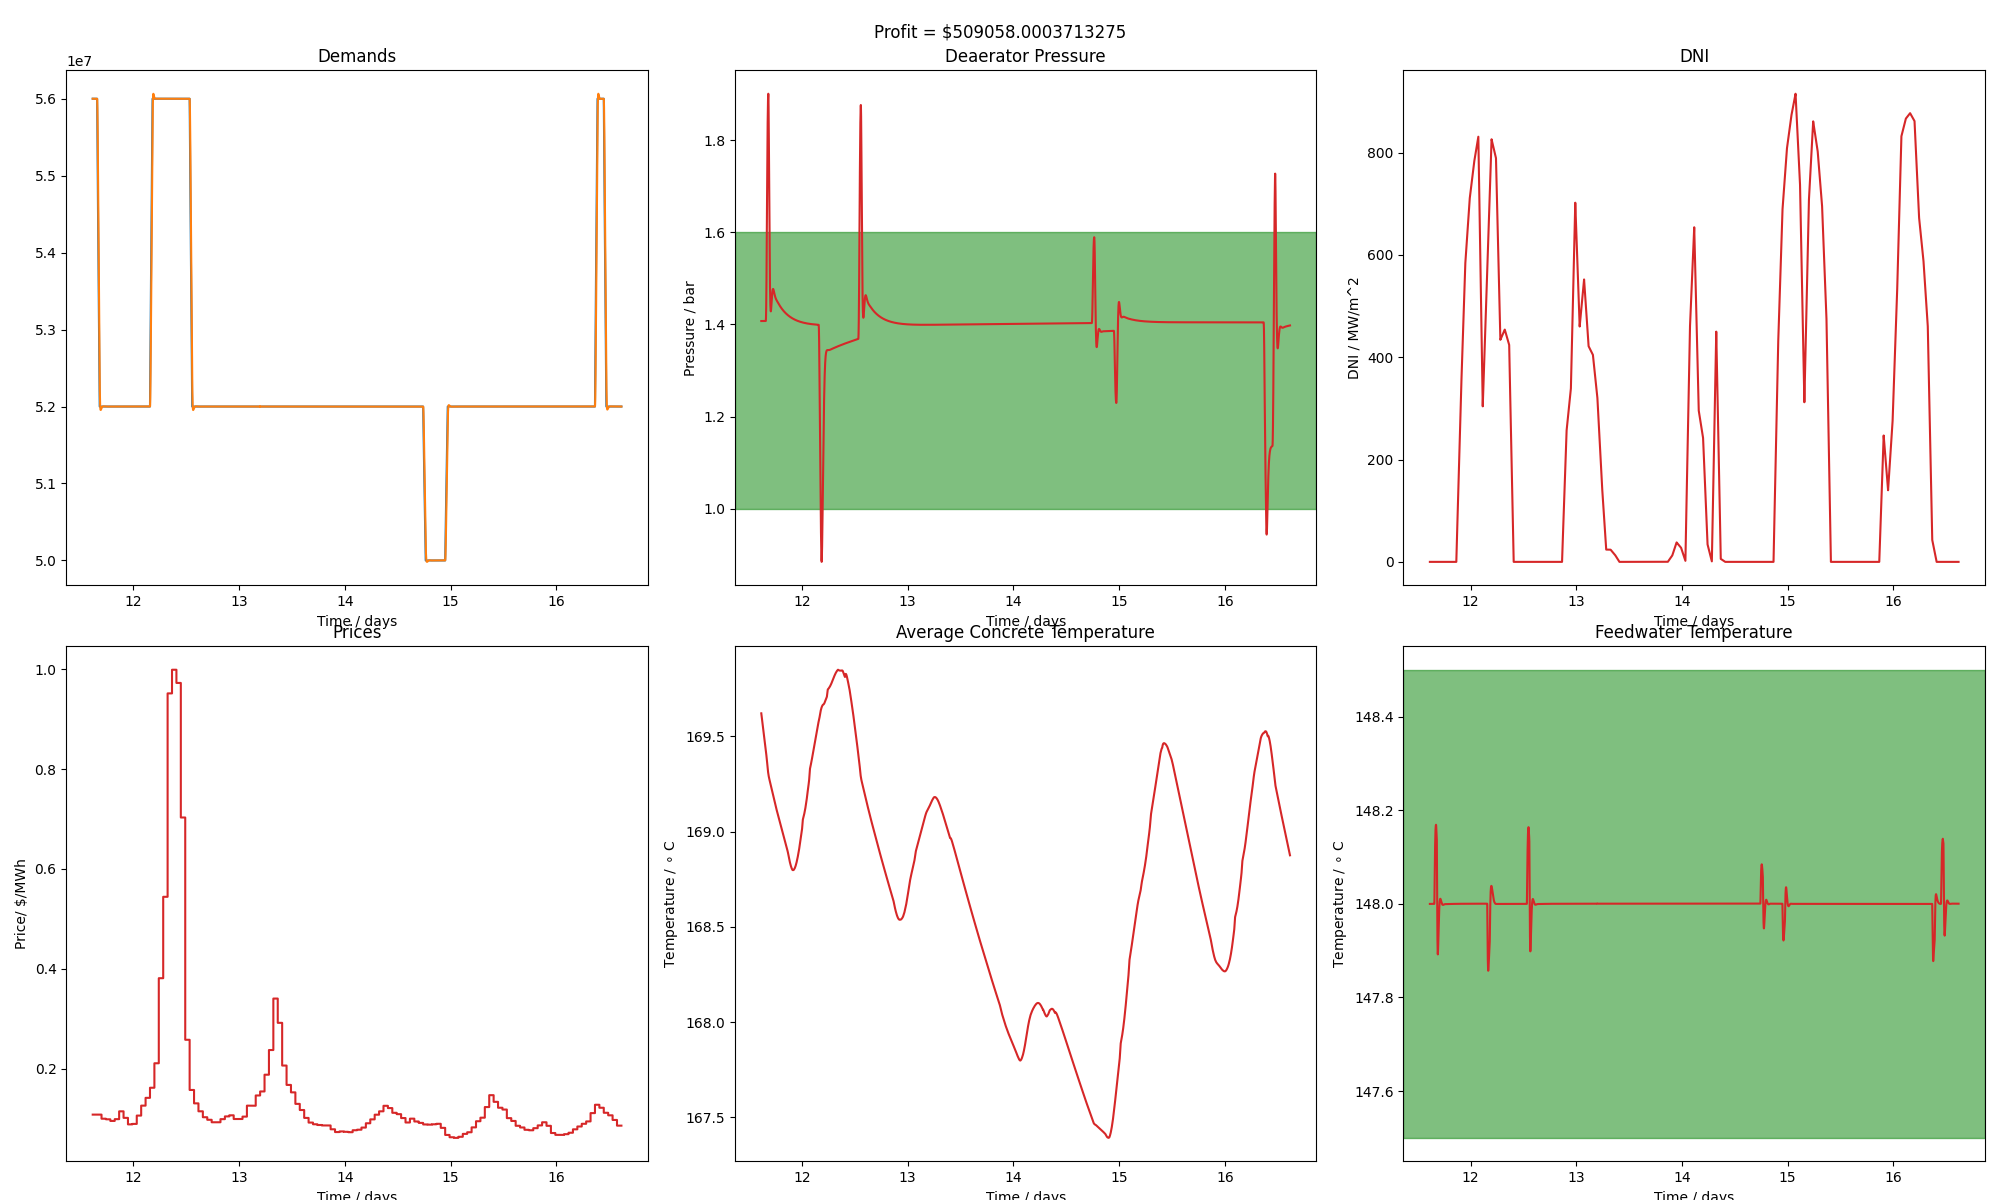 Profit = $509058.0003713275
Demands
1e7
5.6
5.5
5.4
5.3
5.2
5.1
5.0
12 13 14 15 16
Time / days
Deaerator Pressure
Pressure / bar
1.8
1.6
1.4
1.2
1.0
12 13 14 15 16
Time / days
DNI
DNI / MW/m^2
800
600
400
200
0
12 13 14 15 16
Time / days
Prices
Price/ $/MWh
1.0
0.8
0.6
0.4
0.2
12 13 14 15 16
Time / days
Average Concrete Temperature
Temperature / ∘ C
169.5
169.0
168.5
168.0
167.5
12 13 14 15 16
Time / days
Feedwater Temperature
Temperature / ∘ C
148.4
148.2
148.0
147.8
147.6
12 13 14 15 16
Time / days